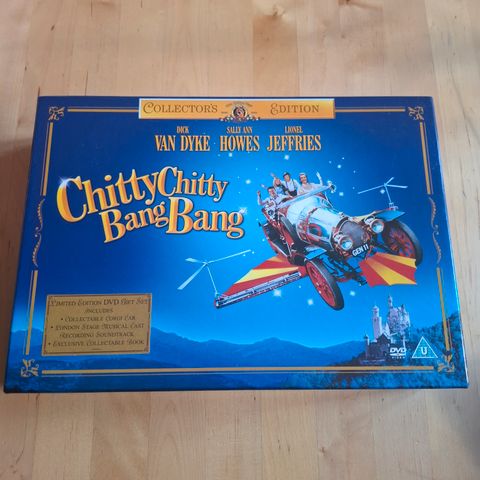 COLLECTOR'S EDITION
DICK VAN DYKE
SALLY ANN HOWES
LIONEL JEFFRIES
Chitty Chitty
Bang Bang
GEN 11
LIMITED EDITION DVD GIFT SET
INCLUDES
• COLLECTABLE CORGI CAR
• LONDON STAGE MUSICAL CAST
RECORDING SOUNDTRACK
• EXCLUSIVE COLLECTABLE BOOK
DVD
VIDEO
U